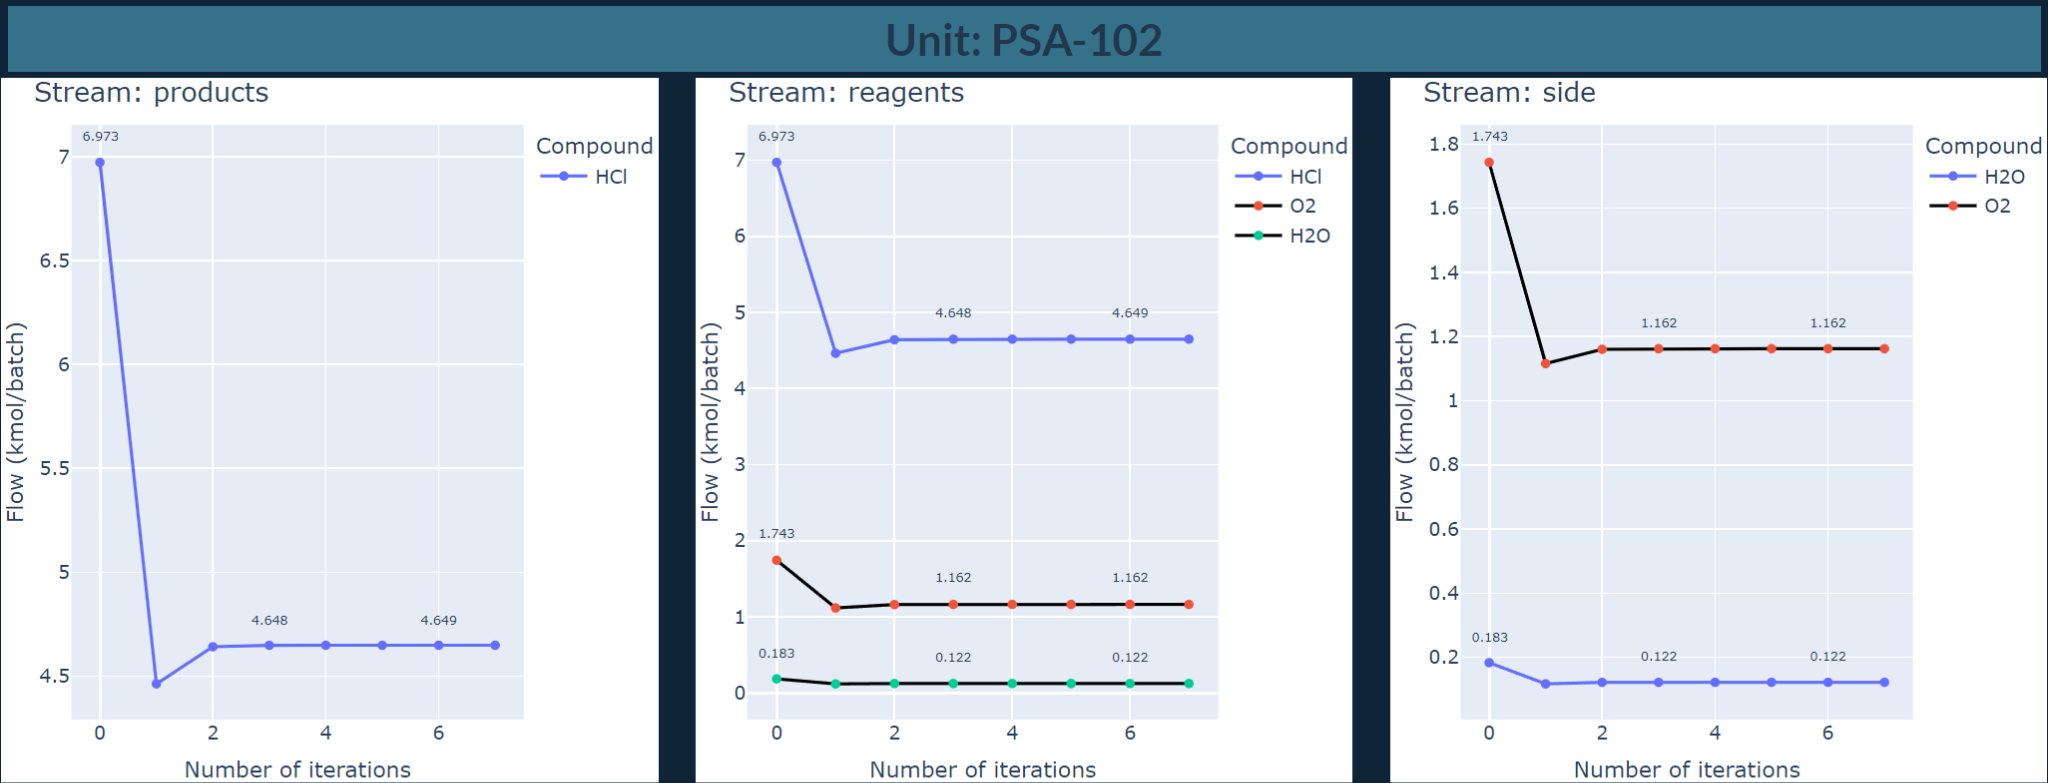 Unit: PSA-102
Stream: products
6.973
7
6.5
6
5.5
5
4.5
4.648
4.649
0
2
4
6
Number of iterations
Flow (kmol/batch)
Compound
HCl
Stream: reagents
6.973
7
6
5
4
3
2
1
0
4.648
4.649
1.743
1.162
1.162
0.183
0.122
0.122
0
2
4
6
Number of iterations
Flow (kmol/batch)
Compound
HCl
O2
H2O
Stream: side
1.743
1.8
1.6
1.4
1.2
1
0.8
0.6
0.4
0.2
1.162
1.162
0.183
0.122
0.122
0
2
4
6
Number of iterations
Flow (kmol/batch)
Compound
H2O
O2